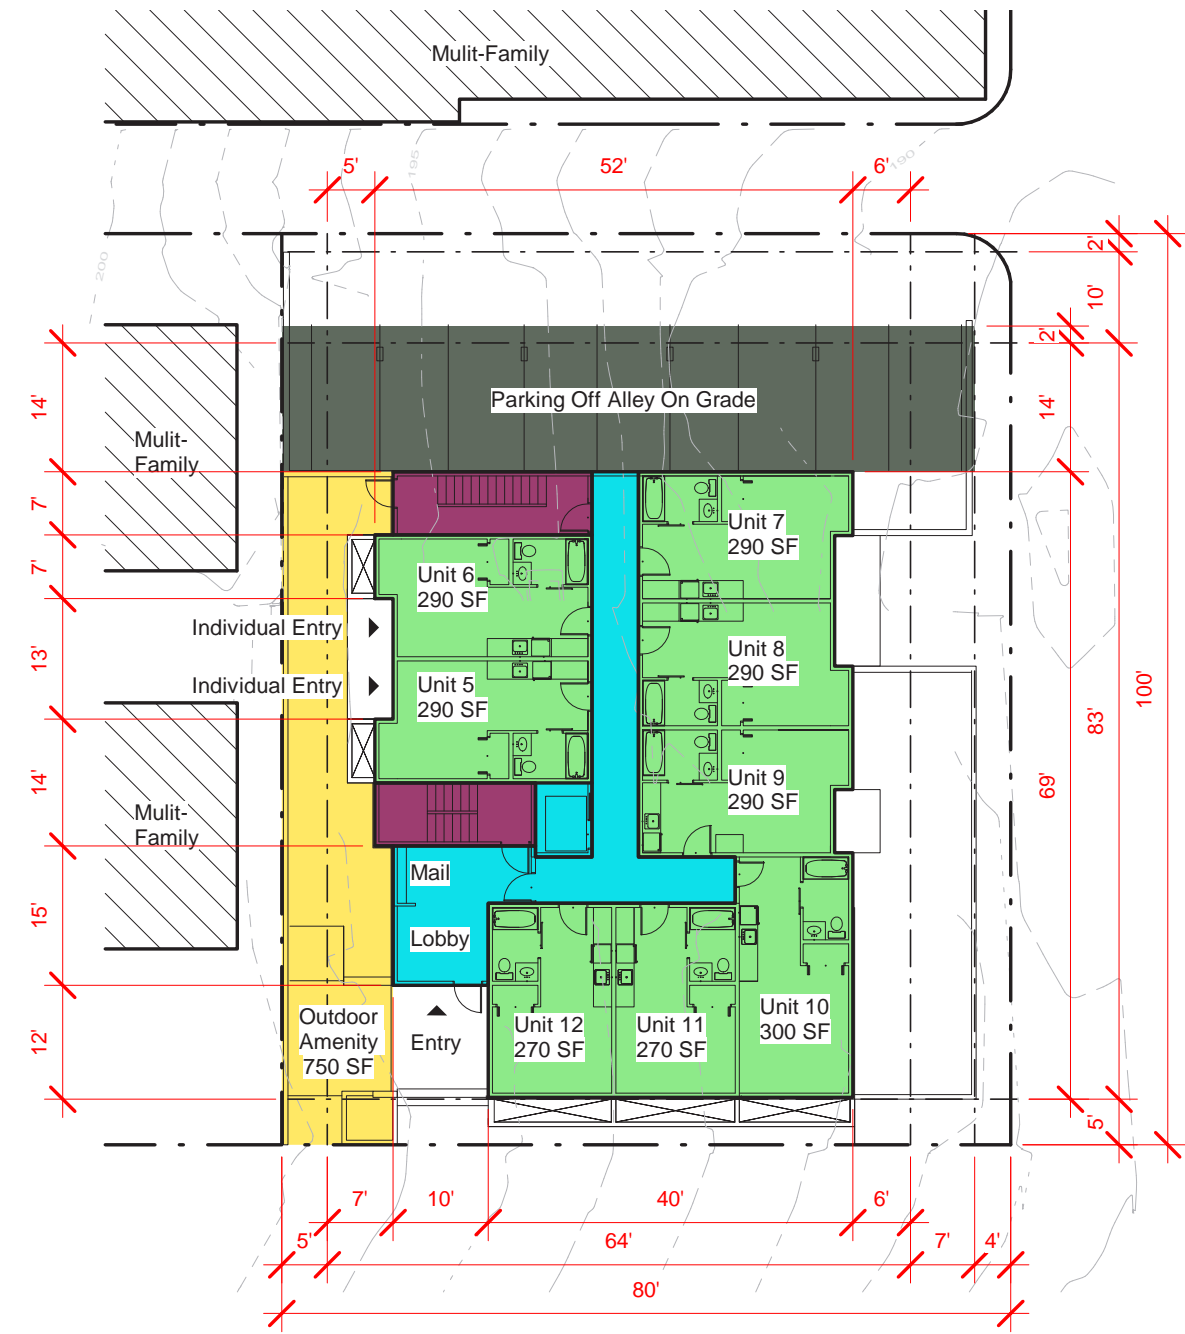 Mulit-Family
195
190
5'
52'
6'
2'
200
10'
2'
14'
Parking Off Alley On Grade
14'
Mulit-
Family
7'
Unit 7
290 SF
7'
Unit 6
290 SF
Individual Entry
13'
Unit 8
290 SF
100'
Individual Entry
Unit 5
290 SF
83'
14'
Unit 9
290 SF
69'
Mulit-
Family
Mail
15'
Lobby
Unit 10
300 SF
Outdoor
Amenity
750 SF
Entry
Unit 12
270 SF
Unit 11
270 SF
12'
5'
7'
10'
40'
6'
5'
64'
7'
4'
80'